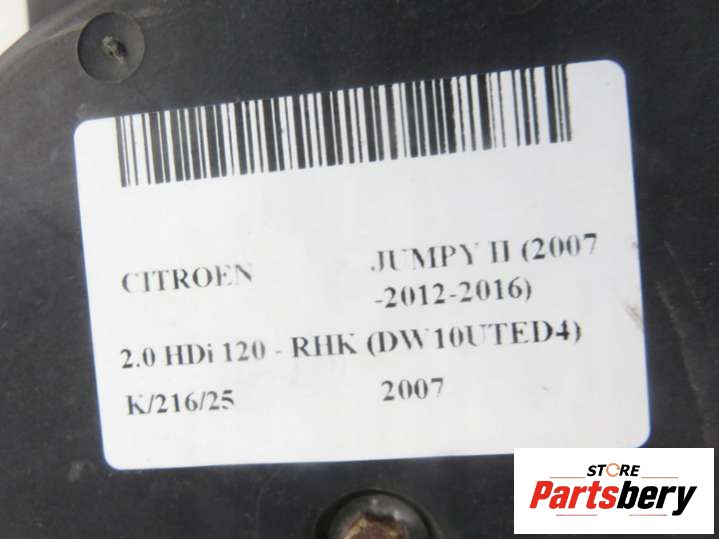 CITROEN JUMPY II (2007
-2012-2016)
2.0 HDi 120 - RHK (DW10UTED4)
K/216/25 2007
STORE
Partsbery